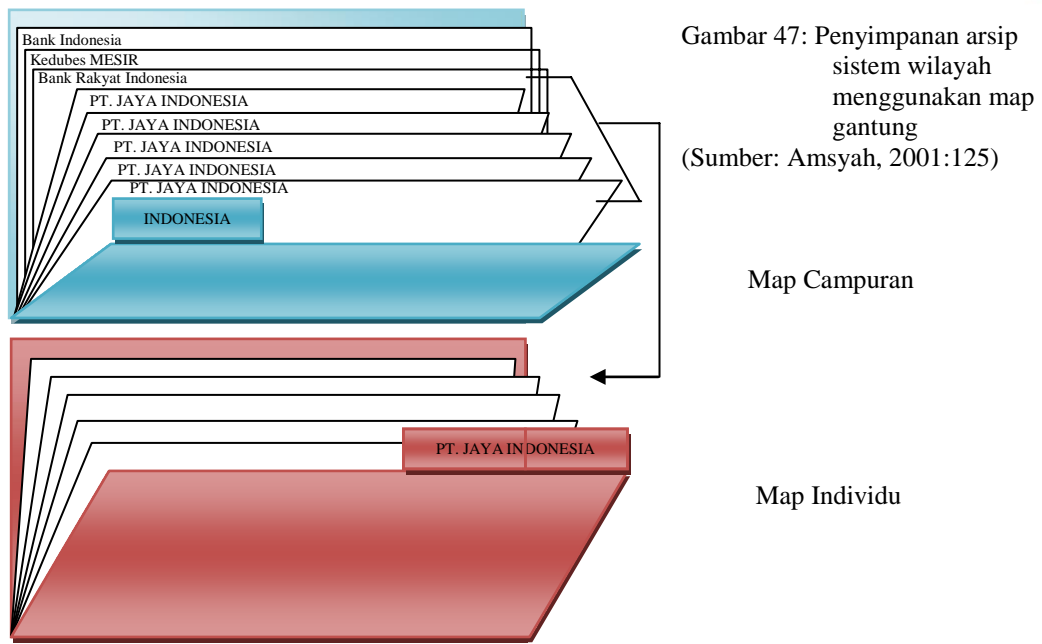 Bank Indonesia
Kedubes MESIR
Bank Rakyat Indonesia
PT. JAYA INDONESIA
PT. JAYA INDONESIA
PT. JAYA INDONESIA
PT. JAYA INDONESIA
PT. JAYA INDONESIA
INDONESIA
Gambar 47: Penyimpanan arsip
sistem wilayah
menggunakan map
gantung
(Sumber: Amsyah, 2001:125)
Map Campuran
PT. JAYA INDONESIA
Map Individu